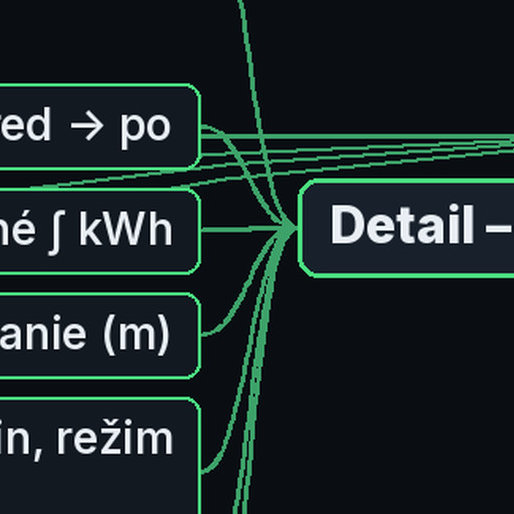 ed → po
né ∫ kWh
Detail –
anie (m)
in, režim